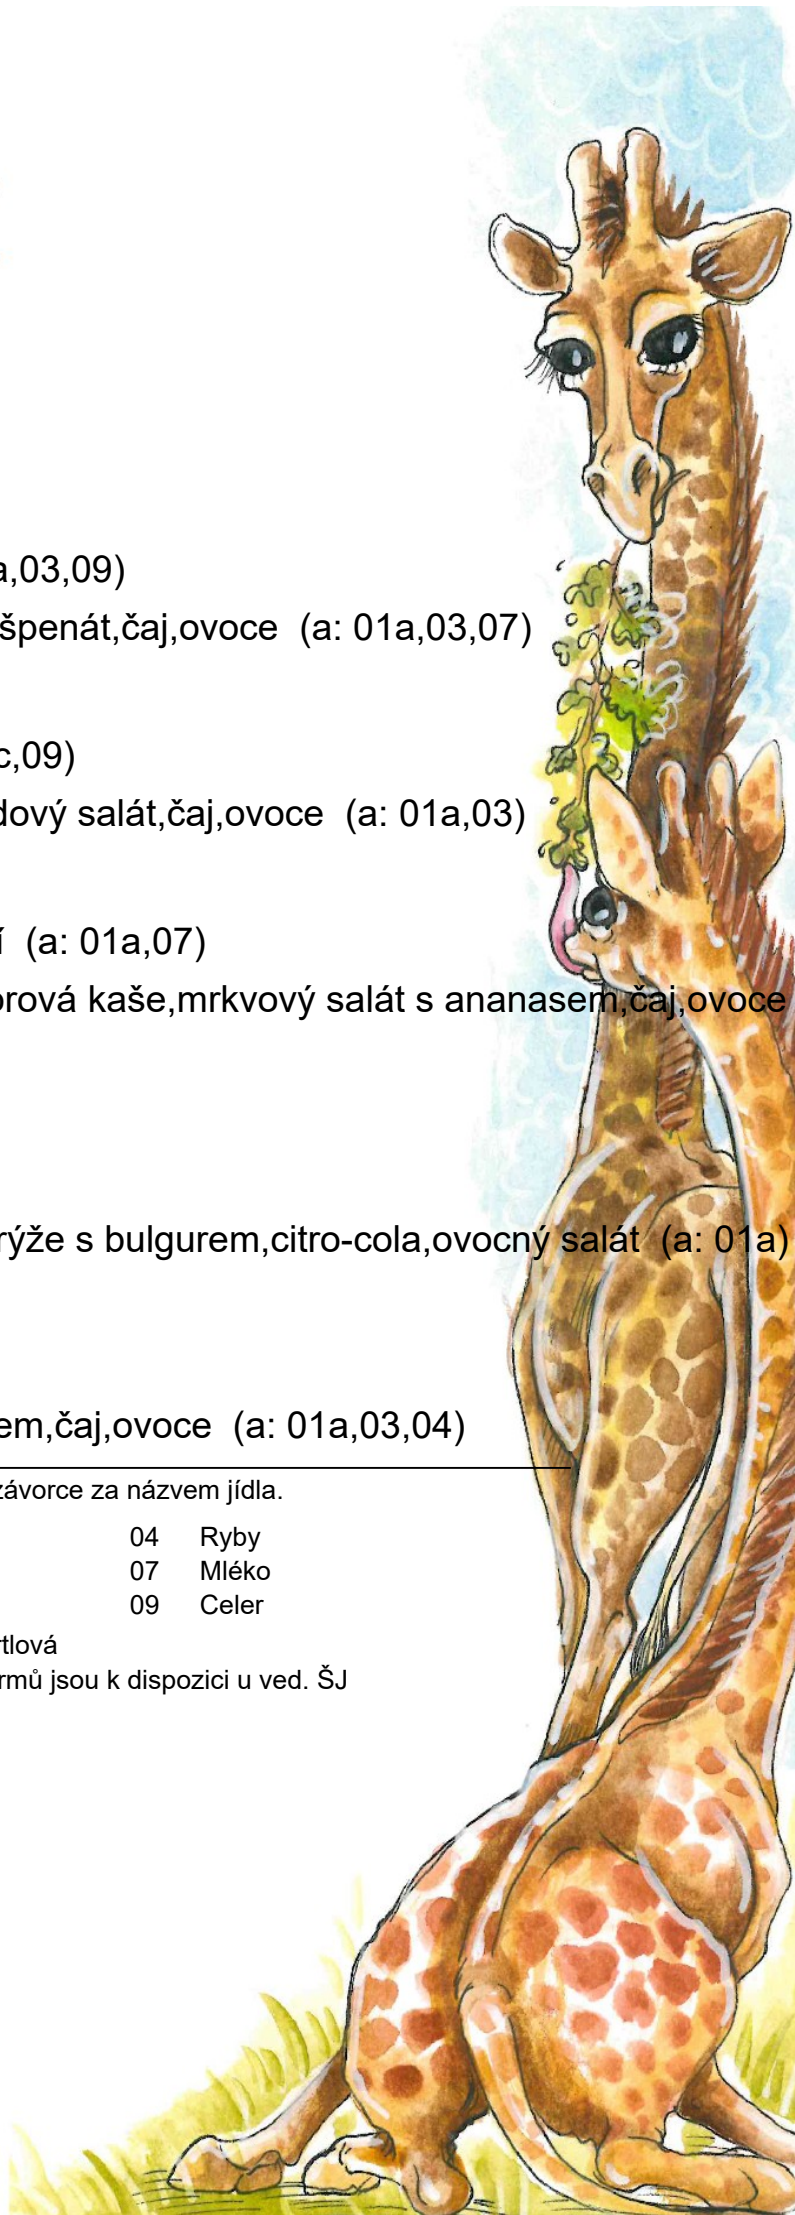 a,03,09)
špenát,čaj,ovoce (a: 01a,03,07)
c,09)
dový salát,čaj,ovoce (a: 01a,03)
í (a: 01a,07)
orová kaše,mrkvový salát s ananasem,čaj,ovoce
rýže s bulgurem,citro-cola,ovocný salát (a: 01a)
em,čaj,ovoce (a: 01a,03,04)
závorce za názvem jídla.
04 Ryby
07 Mléko
09 Celer
rtlová
rmů jsou k dispozici u ved. ŠJ